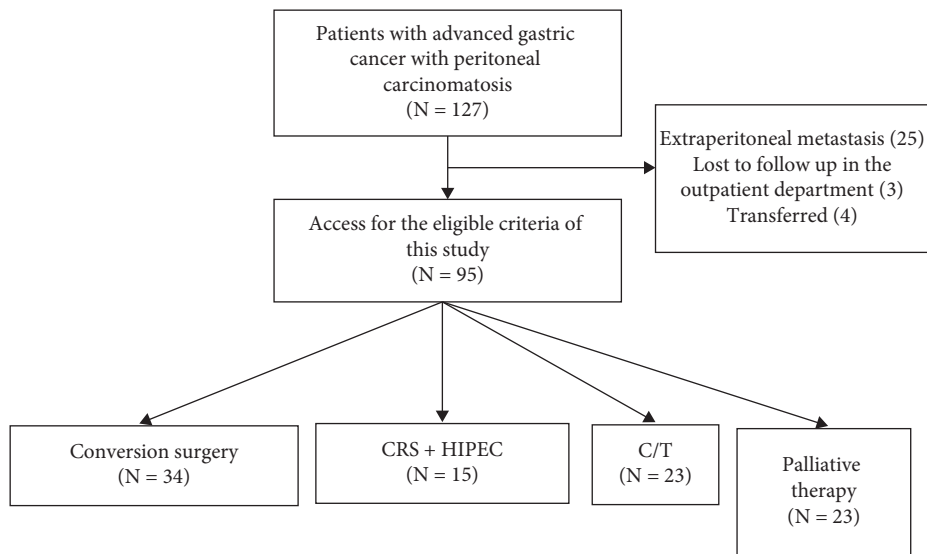 Patients with advanced gastric
cancer with peritoneal
carcinomatosis
(N = 127)
Extraperitoneal metastasis (25)
Lost to follow up in the
outpatient department (3)
Transferred (4)
Access for the eligible criteria of
this study
(N = 95)
Conversion surgery
(N = 34)
CRS + HIPEC
(N = 15)
C/T
(N = 23)
Palliative
therapy
(N = 23)